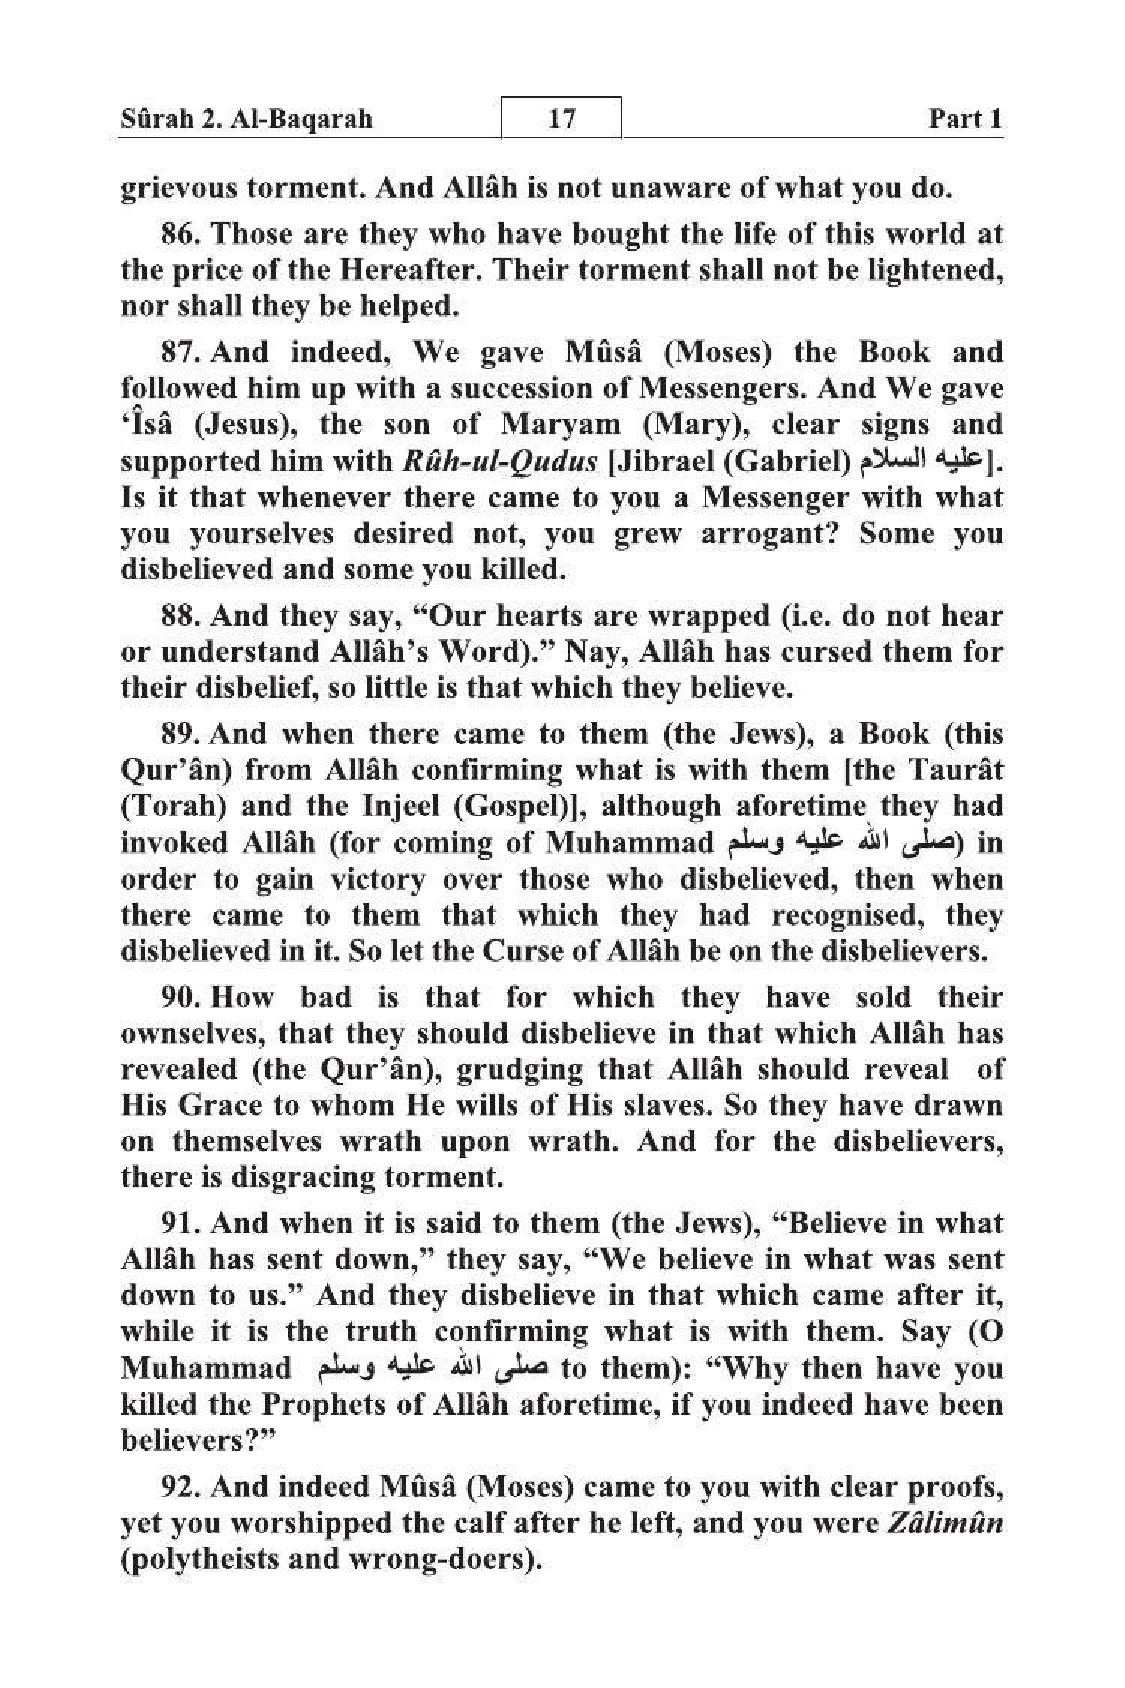 Sûrah 2. Al-Baqarah 17 Part 1
grievous torment. And Allâh is not unaware of what you do.
86. Those are they who have bought the life of this world at
the price of the Hereafter. Their torment shall not be lightened,
nor shall they be helped.
87. And indeed, We gave Mûsâ (Moses) the Book and
followed him up with a succession of Messengers. And We gave
‘Îsâ (Jesus), the son of Maryam (Mary), clear signs and
supported him with Rûh-ul-Qudus [Jibrael (Gabriel) عليه السلام].
Is it that whenever there came to you a Messenger with what
you yourselves desired not, you grew arrogant? Some you
disbelieved and some you killed.
88. And they say, “Our hearts are wrapped (i.e. do not hear
or understand Allâh’s Word).” Nay, Allâh has cursed them for
their disbelief, so little is that which they believe.
89. And when there came to them (the Jews), a Book (this
Qur’ân) from Allâh confirming what is with them [the Taurât
(Torah) and the Injeel (Gospel)], although aforetime they had
invoked Allâh (for coming of Muhammad صلى الله عليه وسلم) in
order to gain victory over those who disbelieved, then when
there came to them that which they had recognised, they
disbelieved in it. So let the Curse of Allâh be on the disbelievers.
90. How bad is that for which they have sold their
ownselves, that they should disbelieve in that which Allâh has
revealed (the Qur’ân), grudging that Allâh should reveal of
His Grace to whom He wills of His slaves. So they have drawn
on themselves wrath upon wrath. And for the disbelievers,
there is disgracing torment.
91. And when it is said to them (the Jews), “Believe in what
Allâh has sent down,” they say, “We believe in what was sent
down to us.” And they disbelieve in that which came after it,
while it is the truth confirming what is with them. Say (O
Muhammad صلى الله عليه وسلم to them): “Why then have you
killed the Prophets of Allâh aforetime, if you indeed have been
believers?”
92. And indeed Mûsâ (Moses) came to you with clear proofs,
yet you worshipped the calf after he left, and you were Zâlimûn
(polytheists and wrong-doers).